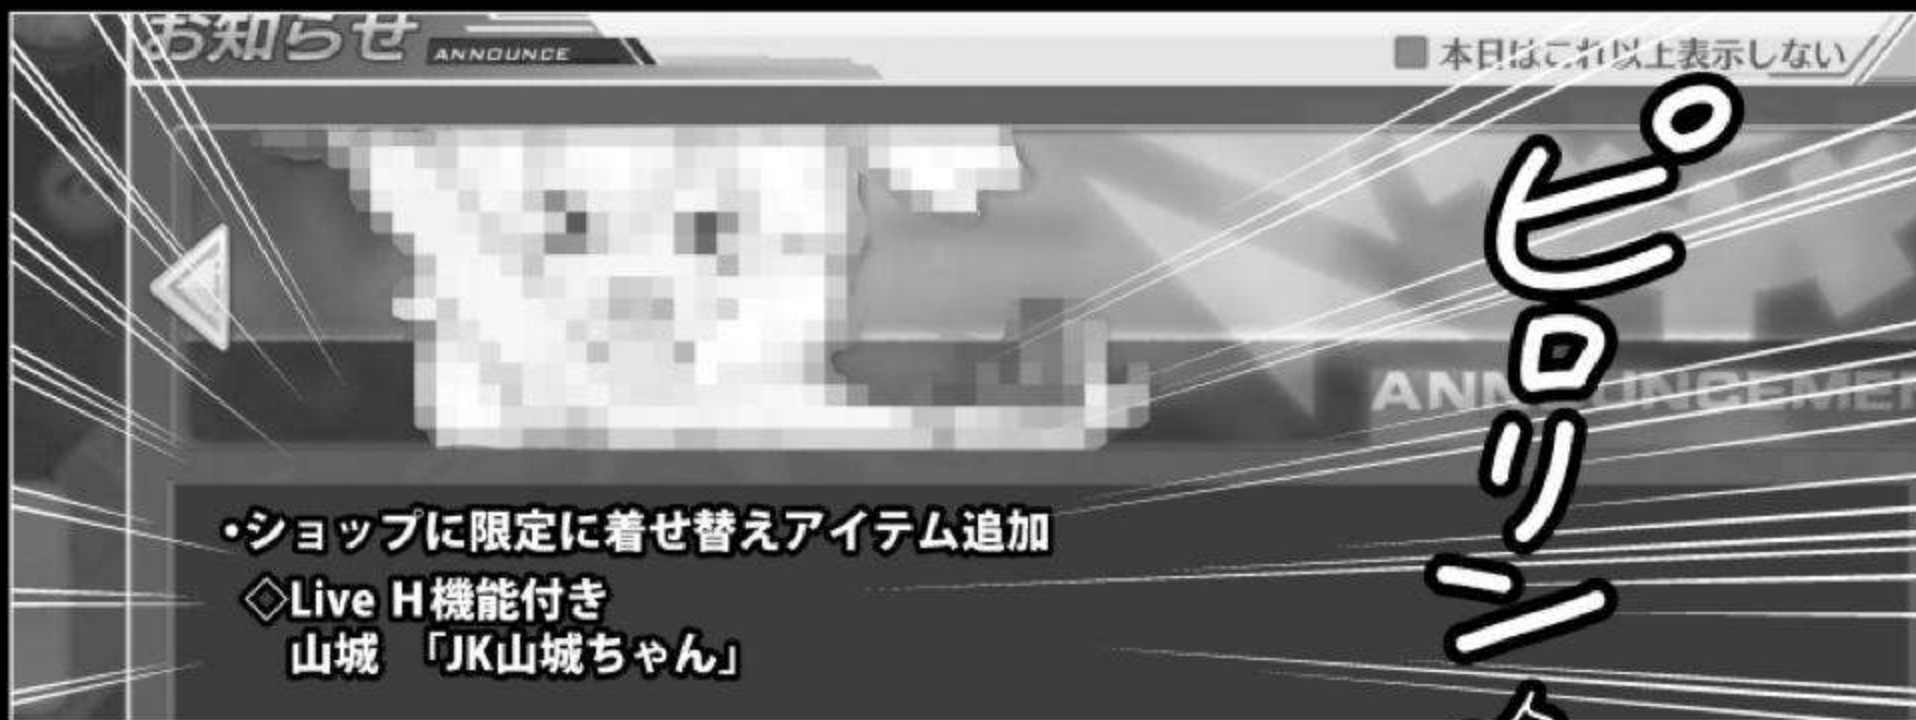 お知らせ ANNOUNCE
■本日はこれ以上表示しない
ANNOUNCEMEN
ピロリン
・ショップに限定に着せ替えアイテム追加
◇Live H機能付き
山城 「JK山城ちゃん」